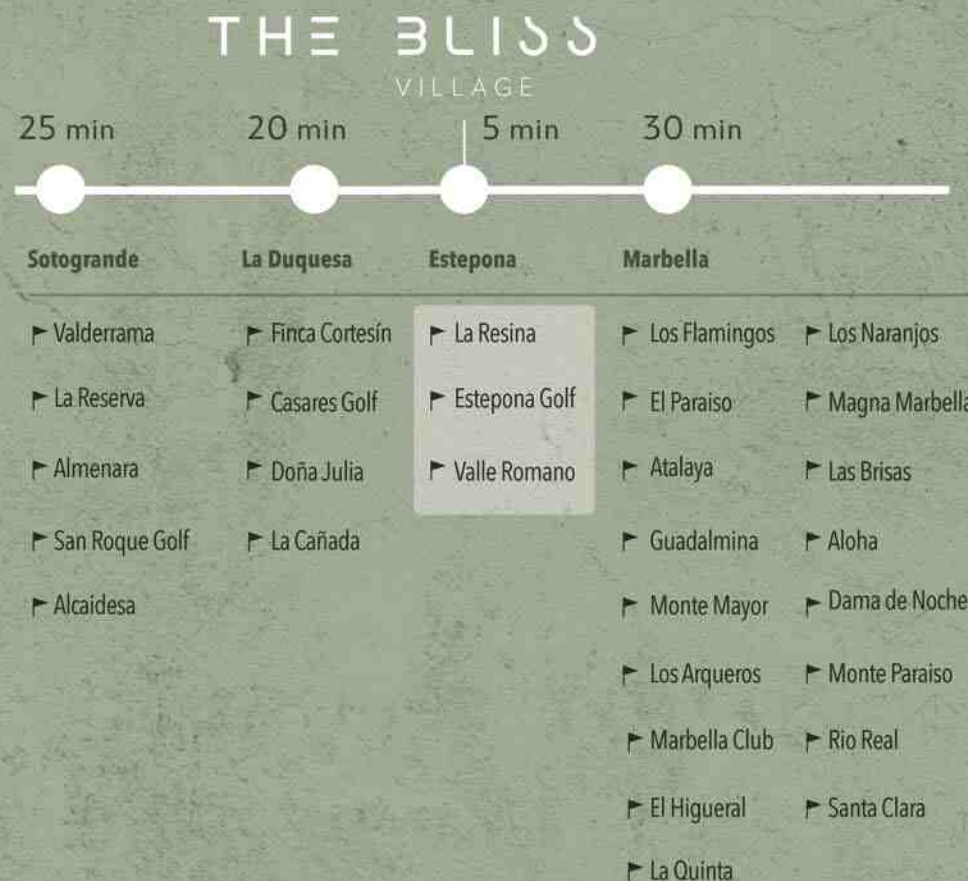 THE BLISS
VILLAGE
25 min 20 min 5 min 30 min
Sotogrande La Duquesa Estepona Marbella
Valderrama Finca Cortesín La Resina Los Flamingos Los Naranjos
La Reserva Casares Golf Estepona Golf El Paraiso Magna Marbella
Almenara Doña Julia Valle Romano Atalaya Las Brisas
San Roque Golf La Cañada Guadalmina Aloha
Alcaidesa Monte Mayor Dama de Noche
Los Arqueros Monte Paraiso
Marbella Club Rio Real
El Higueral Santa Clara
La Quinta